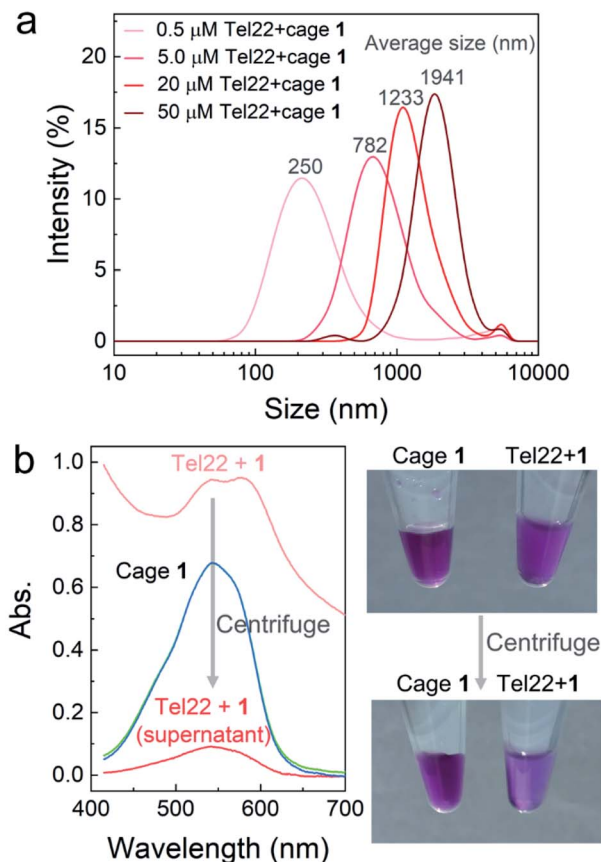 a
0.5 μM Tel22+cage 1
5.0 μM Tel22+cage 1
20 μM Tel22+cage 1
50 μM Tel22+cage 1
Average size (nm)
1941
1233
782
250
20
15
10
5
0
Intensity (%)
10 100 1000 10000
Size (nm)
b
Tel22 + 1
Cage 1
Centrifuge
Tel22 + 1
(supernatant)
1.0
0.8
0.6
0.4
0.2
0.0
Abs.
400 500 600 700
Wavelength (nm)
Cage 1 Tel22+1
Centrifuge
Cage 1 Tel22+1